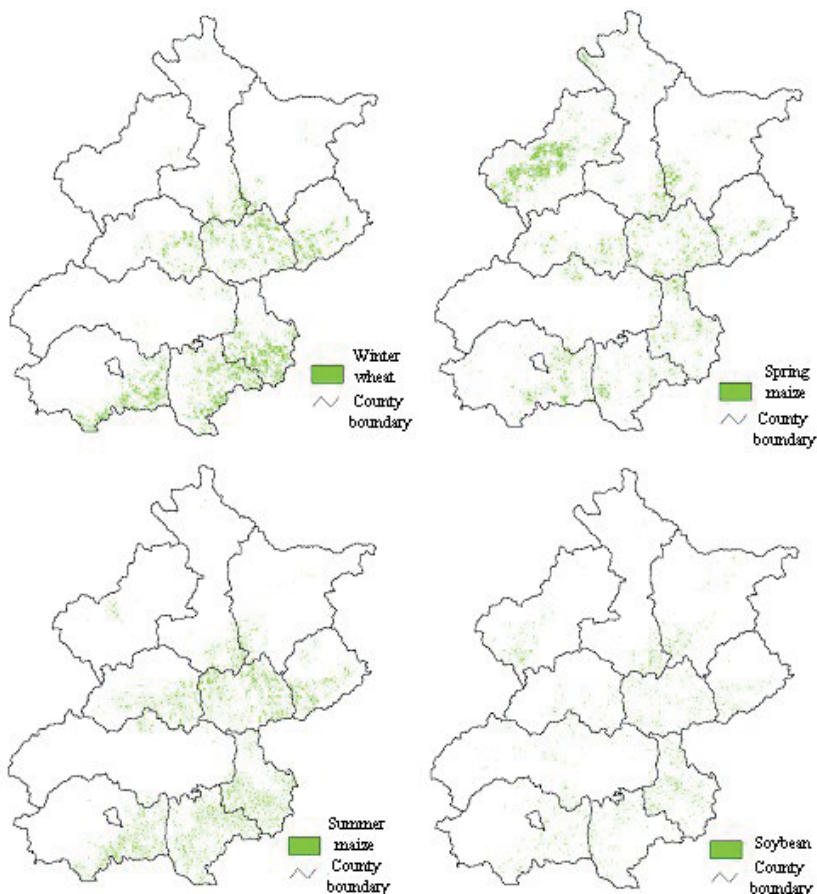 Winter
wheat
County
boundary
Spring
maize
County
boundary
Summer
maize
County
boundary
Soybean
County
boundary